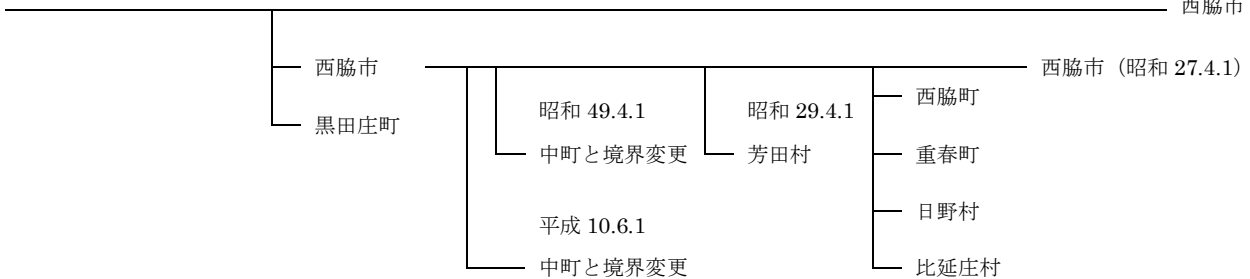 西脇市
西脇市
西脇市（昭和 27.4.1）
西脇町
昭和 49.4.1
昭和 29.4.1
黒田庄町
中町と境界変更
芳田村
重春町
日野村
平成 10.6.1
中町と境界変更
比延庄村